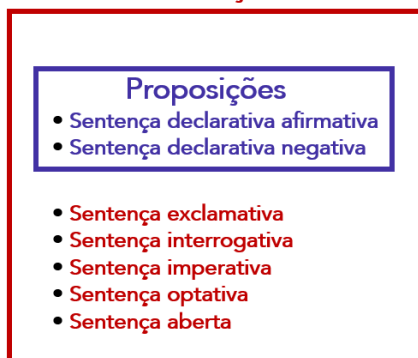 Proposições
• Sentença declarativa afirmativa
• Sentença declarativa negativa
• Sentença exclamativa
• Sentença interrogativa
• Sentença imperativa
• Sentença optativa
• Sentença aberta